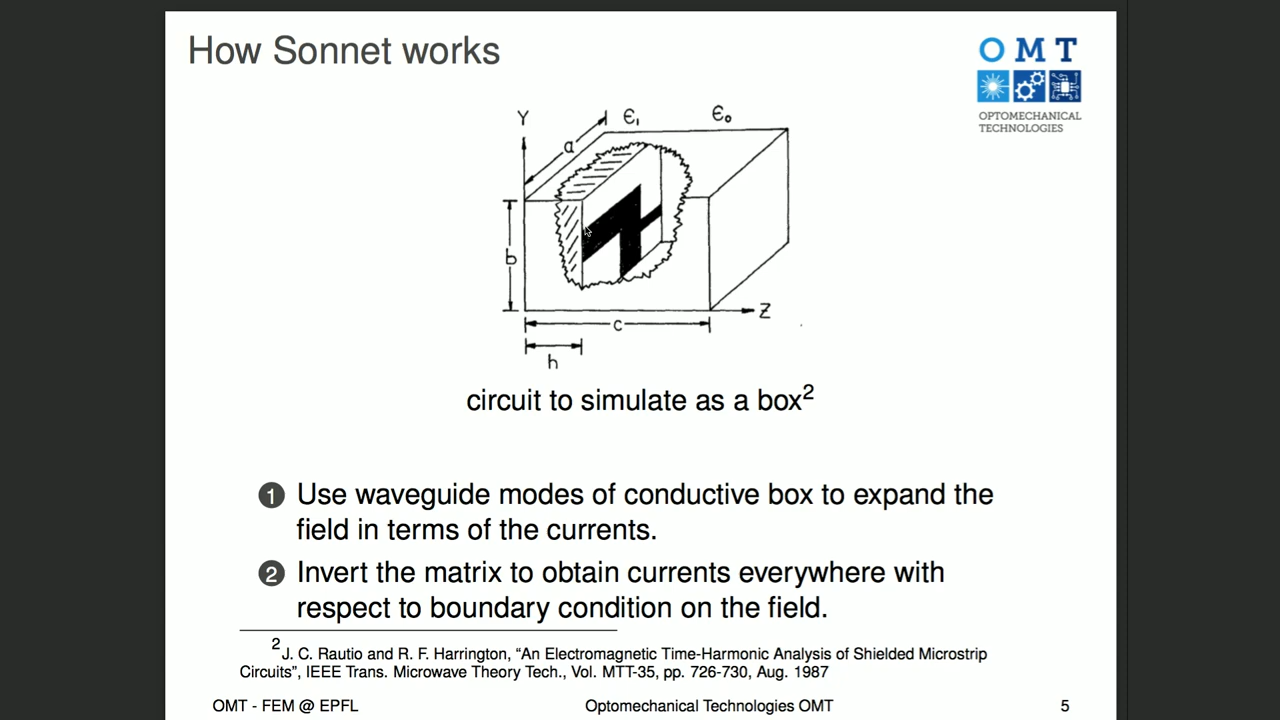 How Sonnet works
OMT
OPTOMECHANICAL
TECHNOLOGIES
Y
a
ϵ₁
ϵ₀
b
Z
c
h
circuit to simulate as a box²
1 Use waveguide modes of conductive box to expand the
field in terms of the currents.
2 Invert the matrix to obtain currents everywhere with
respect to boundary condition on the field.
²J. C. Rautio and R. F. Harrington, “An Electromagnetic Time-Harmonic Analysis of Shielded Microstrip
Circuits”, IEEE Trans. Microwave Theory Tech., Vol. MTT-35, pp. 726-730, Aug. 1987
OMT - FEM @ EPFL
Optomechanical Technologies OMT
5